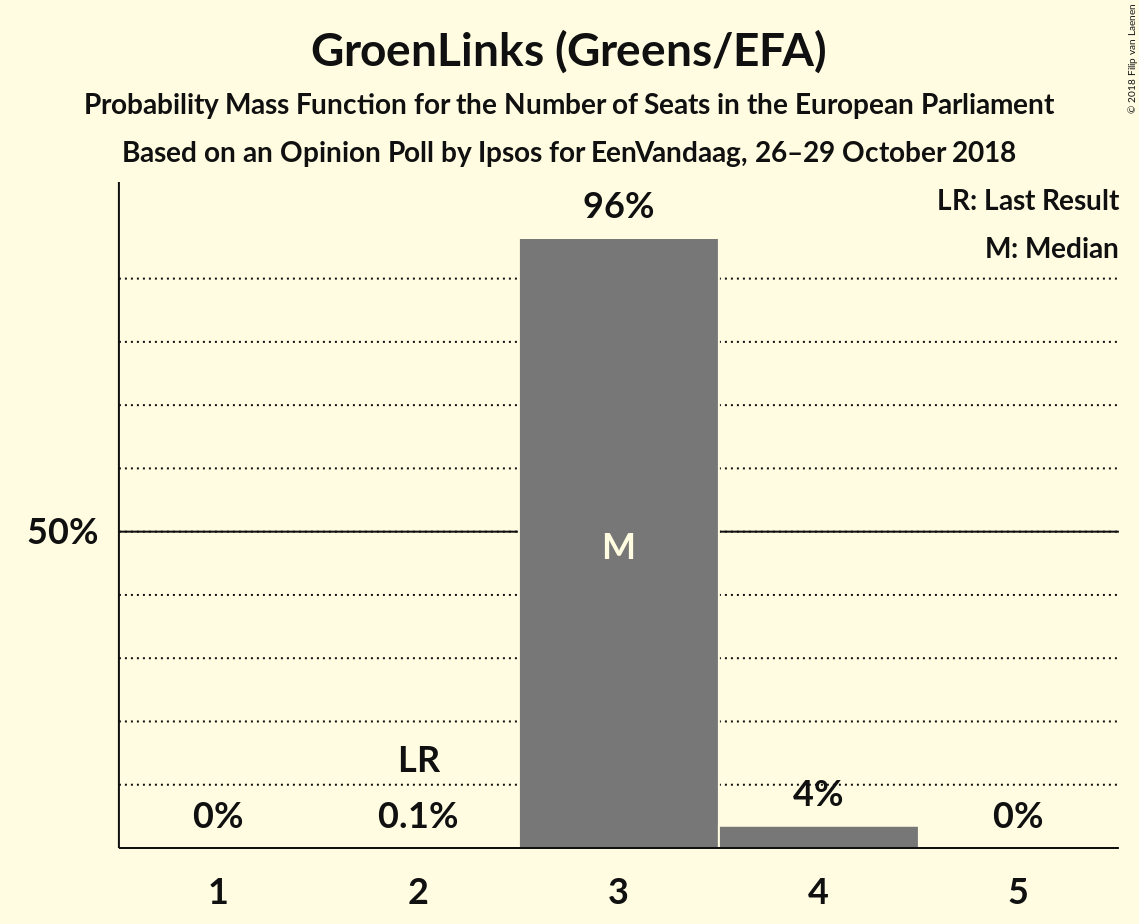 GroenLinks (Greens/EFA)
Probability Mass Function for the Number of Seats in the European Parliament
Based on an Opinion Poll by Ipsos for EenVandaag, 26–29 October 2018
© 2018 Filip van Laenen
LR: Last Result
M: Median
96%
50%
M
LR
0%
0.1%
4%
0%
1
2
3
4
5